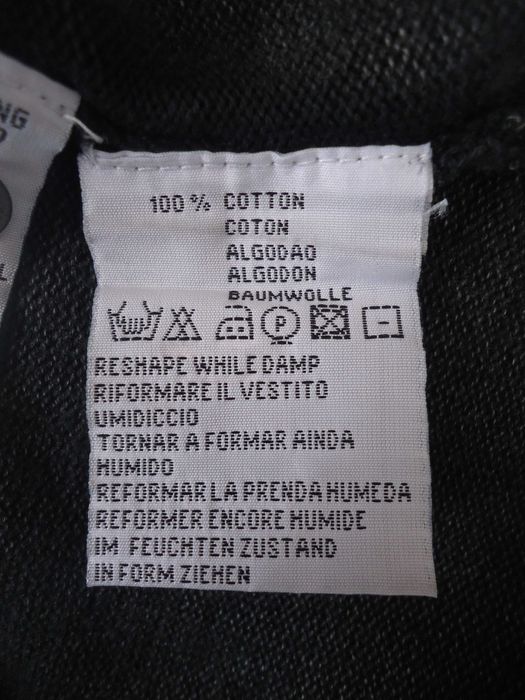 NG
100% COTTON
COTON
ALGODAO
ALGODON
BAUMWOLLE
P
RESHAPE WHILE DAMP
RIFORMARE IL VESTITO
UMIDICCIO
TORNAR A FORMAR AINDA
HUMIDO
REFORMAR LA PRENDA HUMEDA
REFORMER ENCORE HUMIDE
IM FEUCHTEN ZUSTAND
IN FORM ZIEHEN